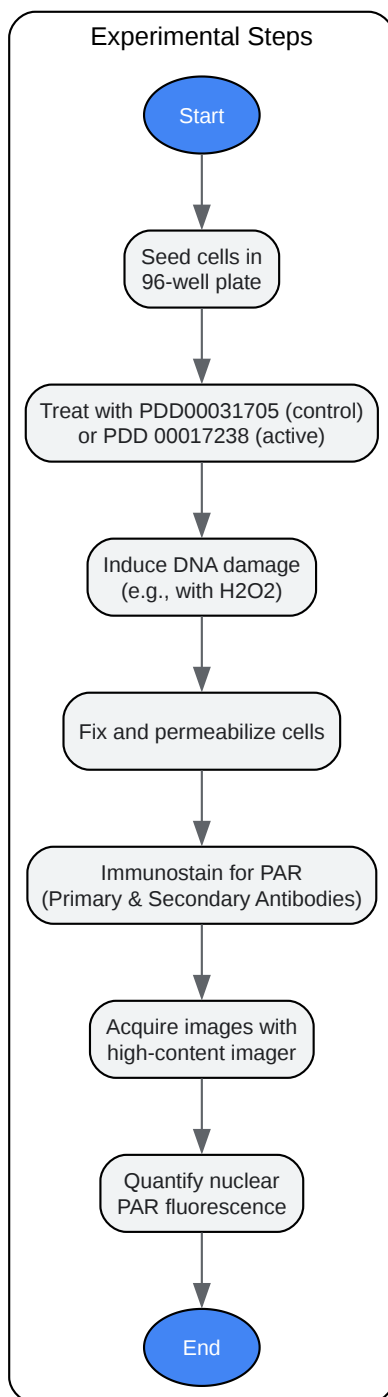 Experimental Steps
Start
Seed cells in
96-well plate
Treat with PDD00031705 (control)
or PDD 00017238 (active)
Induce DNA damage
(e.g., with H2O2)
Fix and permeabilize cells
Immunostain for PAR
(Primary & Secondary Antibodies)
Acquire images with
high-content imager
Quantify nuclear
PAR fluorescence
End